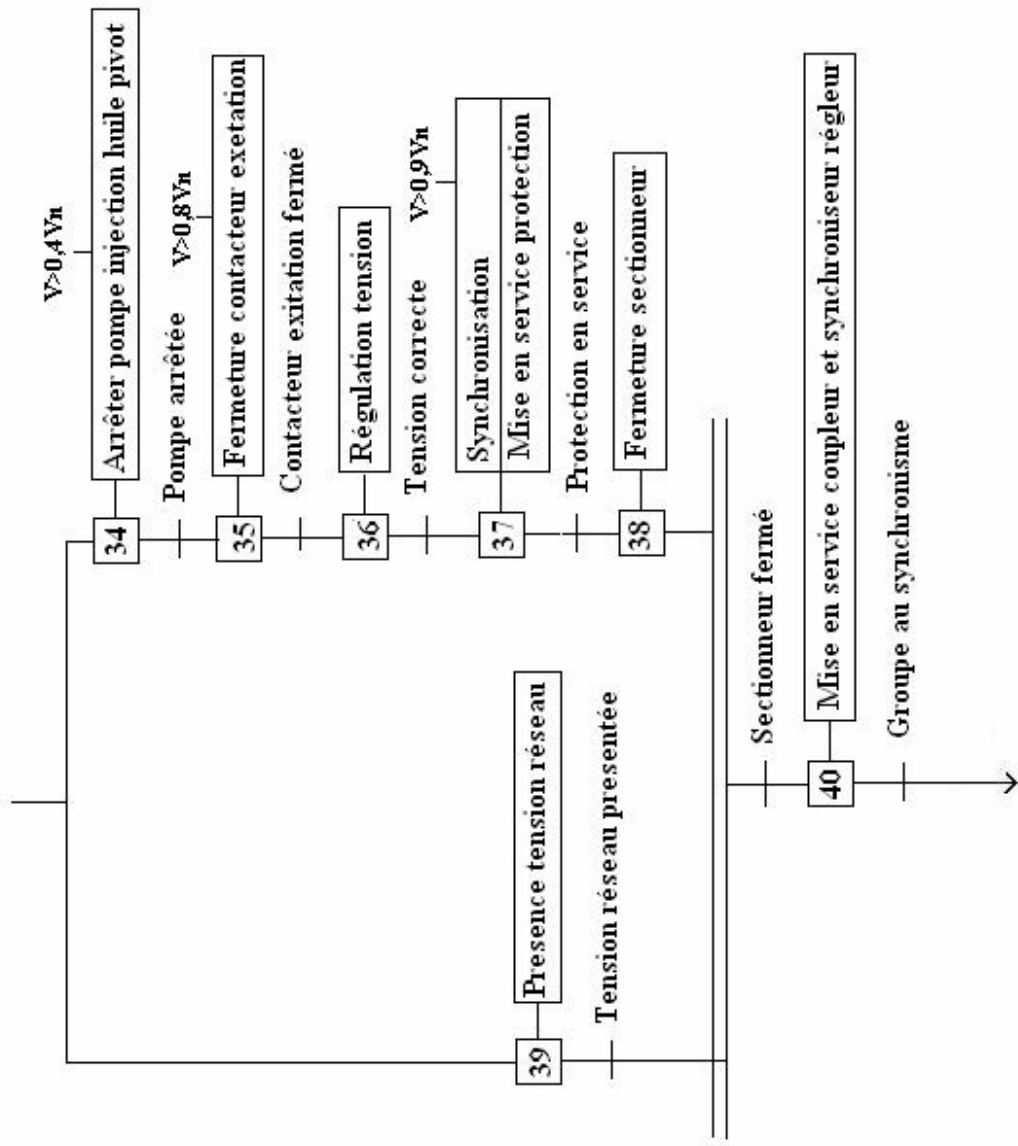 V>0,4Vn
34
Arrêter pompe injection huile pivot
Pompe arrêtée
V>0,8Vn
35
Fermeture contacteur exetation
Contacteur exitation fermé
36
Régulation tension
Tension correcte
V>0,9Vn
37
Synchronisation
Mise en service protection
Protection en service
38
Fermeture sectionneur
39
Presence tension réseau
Tension réseau presentée
Sectionneur fermé
40
Mise en service coupleur et synchroniseur régleur
Groupe au synchronisme